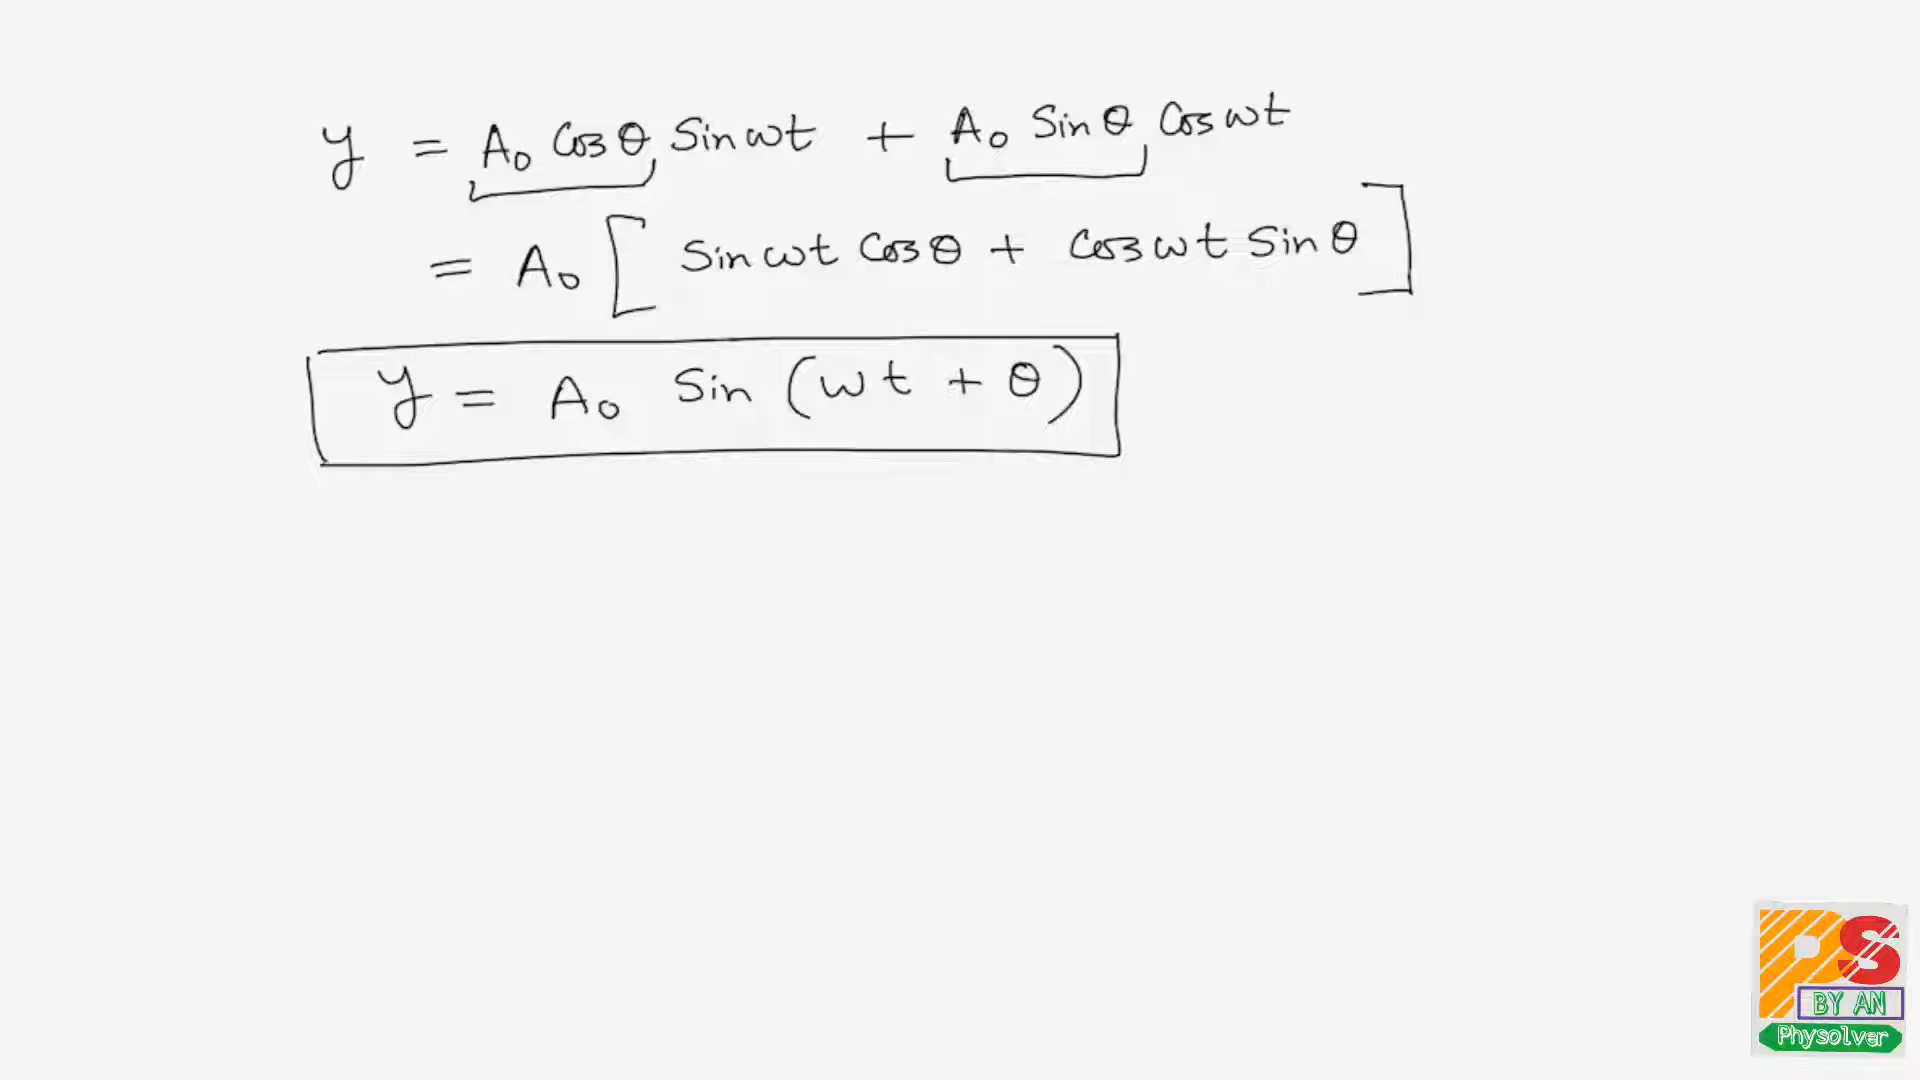 y = A₀ Cos θ Sin ωt + A₀ Sin θ Cos ωt
= A₀ [ Sin ωt Cos θ + Cos ωt Sin θ ]
y = A₀ Sin (ωt + θ)
PS
BY AN
Physolver